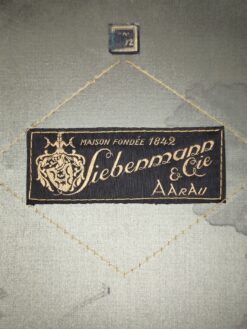 MAISON FONDÉE 1842
Siebenmann
& Cie
AARAU